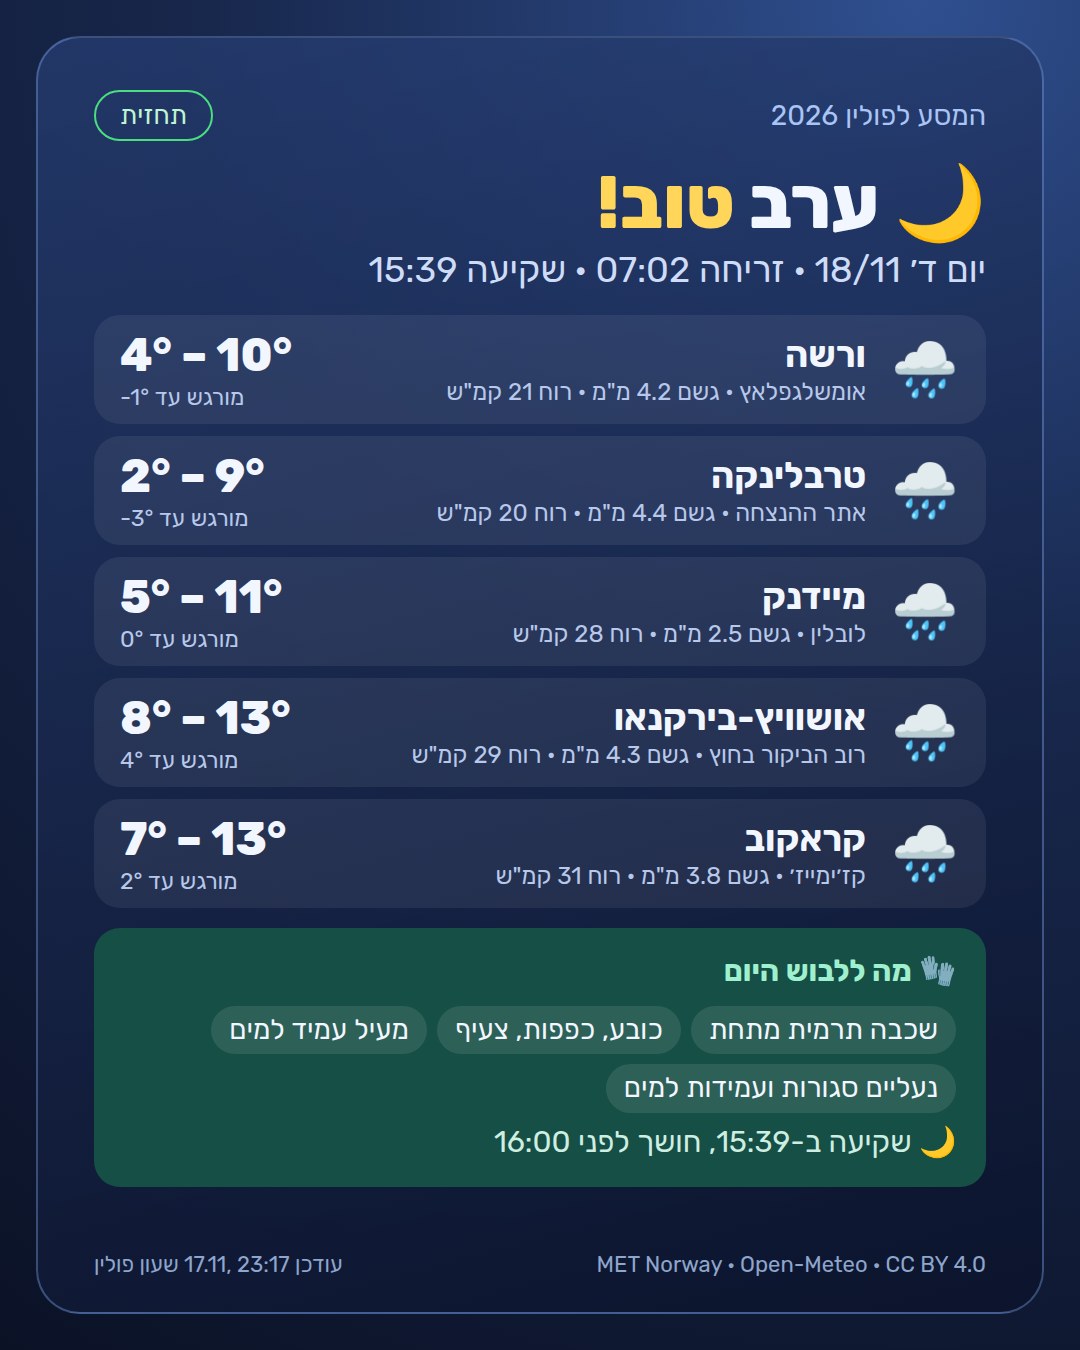 המסע לפולין 2026
תחזית
ערב טוב!
יום ד׳ 18/11 • זריחה 07:02 • שקיעה 15:39
ורשה
אומשלגפלאץ • גשם 4.2 מ"מ • רוח 21 קמ"ש
4° – 10°
מורגש עד -1°
טרבלינקה
אתר ההנצחה • גשם 4.4 מ"מ • רוח 20 קמ"ש
2° – 9°
מורגש עד -3°
מיידנק
לובלין • גשם 2.5 מ"מ • רוח 28 קמ"ש
5° – 11°
מורגש עד 0°
אושוויץ-בירקנאו
רוב הביקור בחוץ • גשם 4.3 מ"מ • רוח 29 קמ"ש
8° – 13°
מורגש עד 4°
קראקוב
קז׳ימייז׳ • גשם 3.8 מ"מ • רוח 31 קמ"ש
7° – 13°
מורגש עד 2°
מה ללבוש היום
שכבה תרמית מתחת
כובע, כפפות, צעיף
מעיל עמיד למים
נעליים סגורות ועמידות למים
שקיעה ב-15:39, חושך לפני 16:00
MET Norway • Open-Meteo • CC BY 4.0
עודכן 17.11, 23:17 שעון פולין